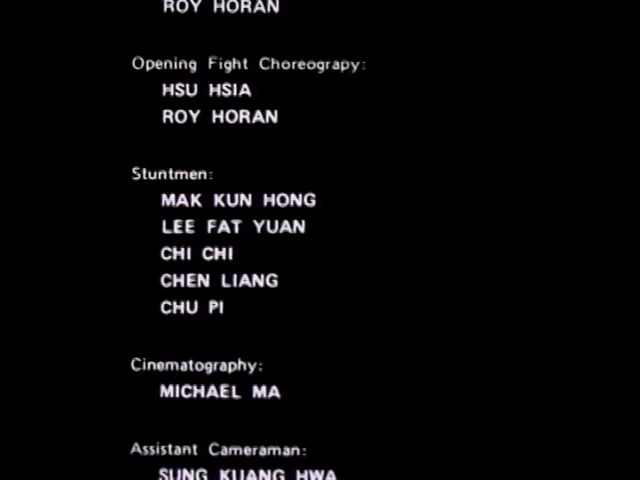 ROY HORAN
Opening Fight Choreograpy:
HSU HSIA
ROY HORAN
Stuntmen:
MAK KUN HONG
LEE FAT YUAN
CHI CHI
CHEN LIANG
CHU PI
Cinematography:
MICHAEL MA
Assistant Cameraman:
SUNG KUANG HWA